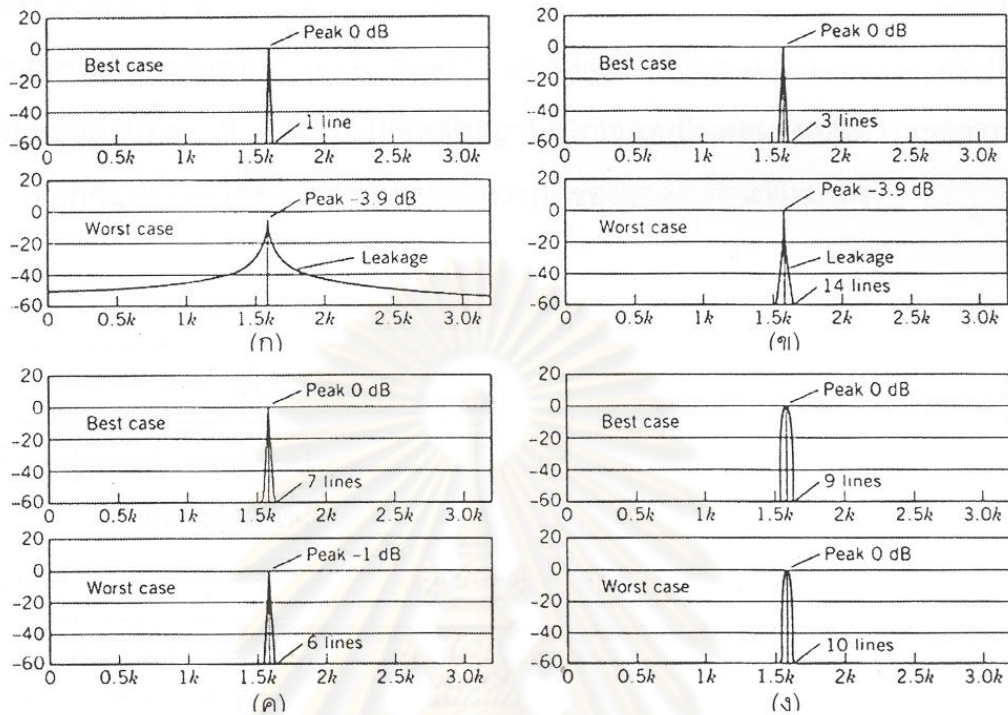 20
Peak 0 dB
0
Best case
-20
-40
1 line
-60
0 0.5k 1k 1.5k 2k 2.5k 3.0k
20
Peak -3.9 dB
0
Worst case
-20
Leakage
-40
-60
0 0.5k 1k 1.5k 2k 2.5k 3.0k
(ก)
20
Peak 0 dB
0
Best case
-20
-40
3 lines
-60
0 0.5k 1k 1.5k 2k 2.5k 3.0k
20
Peak -3.9 dB
0
Worst case
-20
Leakage
-40
14 lines
-60
0 0.5k 1k 1.5k 2k 2.5k 3.0k
(ข)
20
Peak 0 dB
0
Best case
-20
-40
7 lines
-60
0 0.5k 1k 1.5k 2k 2.5k 3.0k
20
Peak -1 dB
0
Worst case
-20
-40
6 lines
-60
0 0.5k 1k 1.5k 2k 2.5k 3.0k
(ค)
20
Peak 0 dB
0
Best case
-20
-40
9 lines
-60
0 0.5k 1k 1.5k 2k 2.5k 3.0k
20
Peak 0 dB
0
Worst case
-20
-40
10 lines
-60
0 0.5k 1k 1.5k 2k 2.5k 3.0k
(ง)